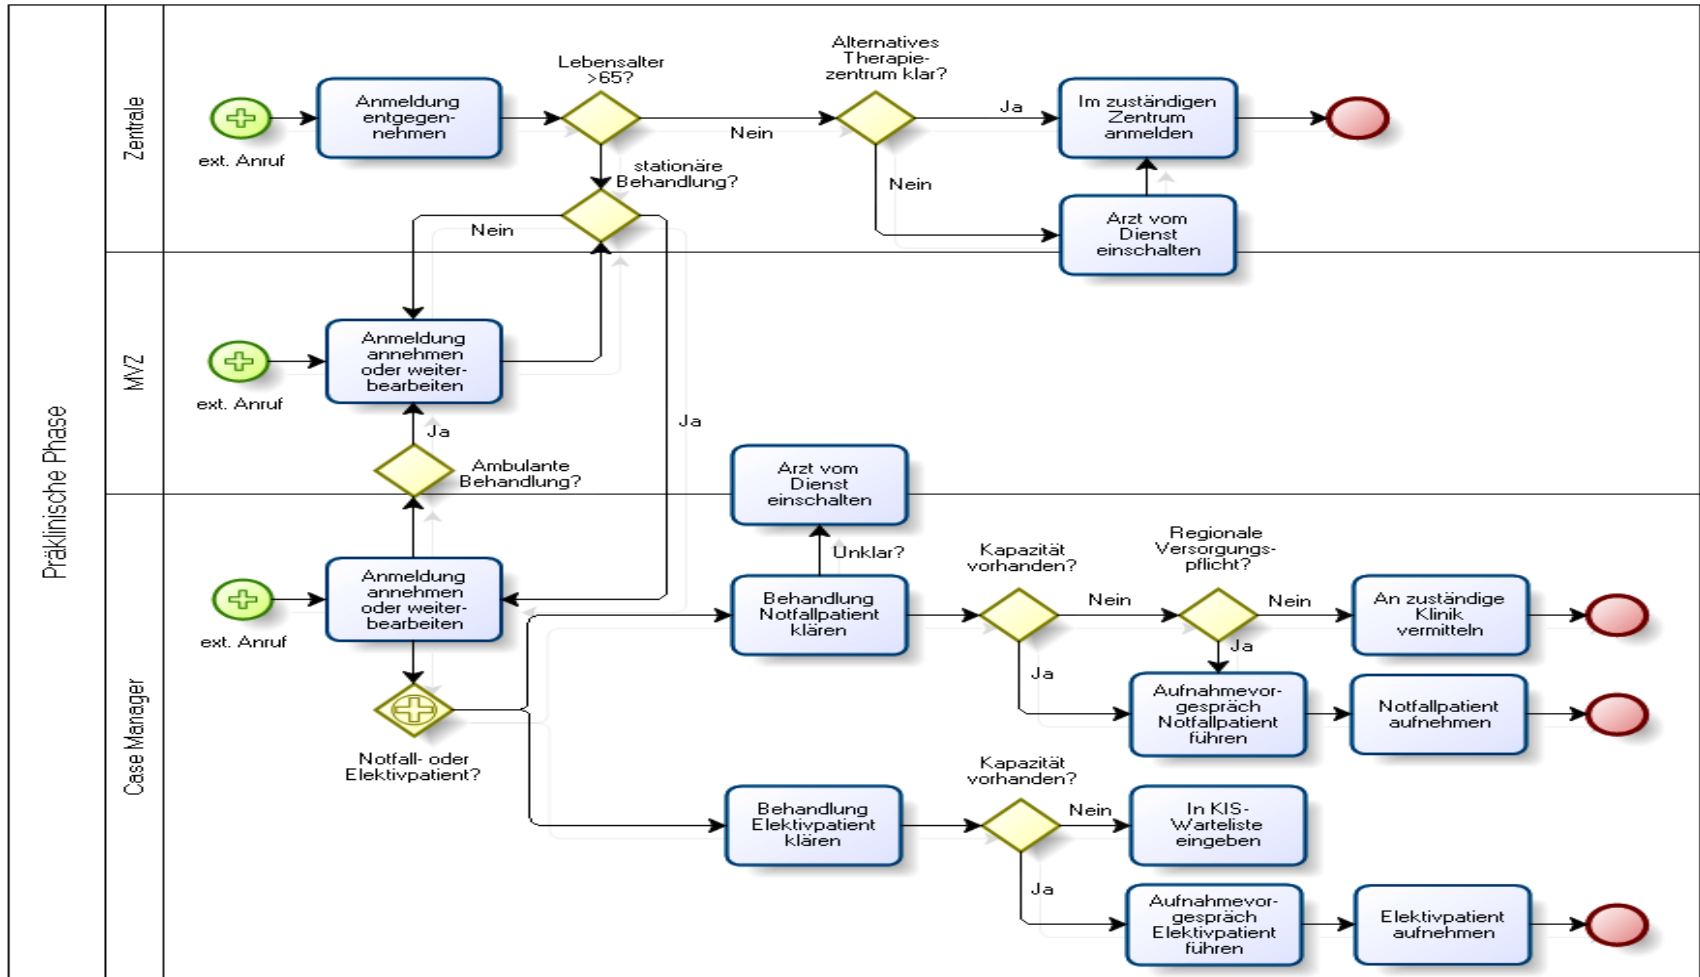 Präklinische Phase
Zentrale
ext. Anruf
Anmeldung
entgegen-
nehmen
Lebensalter
>65?
Nein
Alternatives
Therapie-
zentrum klar?
Ja
Im zuständigen
Zentrum
anmelden
Nein
Arzt vom
Dienst
einschalten
stationäre
Behandlung?
Nein
Ja
MVZ
ext. Anruf
Anmeldung
annehmen
oder weiter-
bearbeiten
Ja
Ambulante
Behandlung?
Case Manager
ext. Anruf
Anmeldung
annehmen
oder weiter-
bearbeiten
Notfall- oder
Elektivpatient?
Arzt vom
Dienst
einschalten
Unklar?
Behandlung
Notfallpatient
klären
Kapazität
vorhanden?
Nein
Regionale
Versorgungs-
pflicht?
Nein
An zuständige
Klinik
vermitteln
Ja
Ja
Aufnahmevor-
gespräch
Notfallpatient
führen
Notfallpatient
aufnehmen
Behandlung
Elektivpatient
klären
Kapazität
vorhanden?
Nein
In KIS-
Warteliste
eingeben
Ja
Aufnahmevor-
gespräch
Elektivpatient
führen
Elektivpatient
aufnehmen